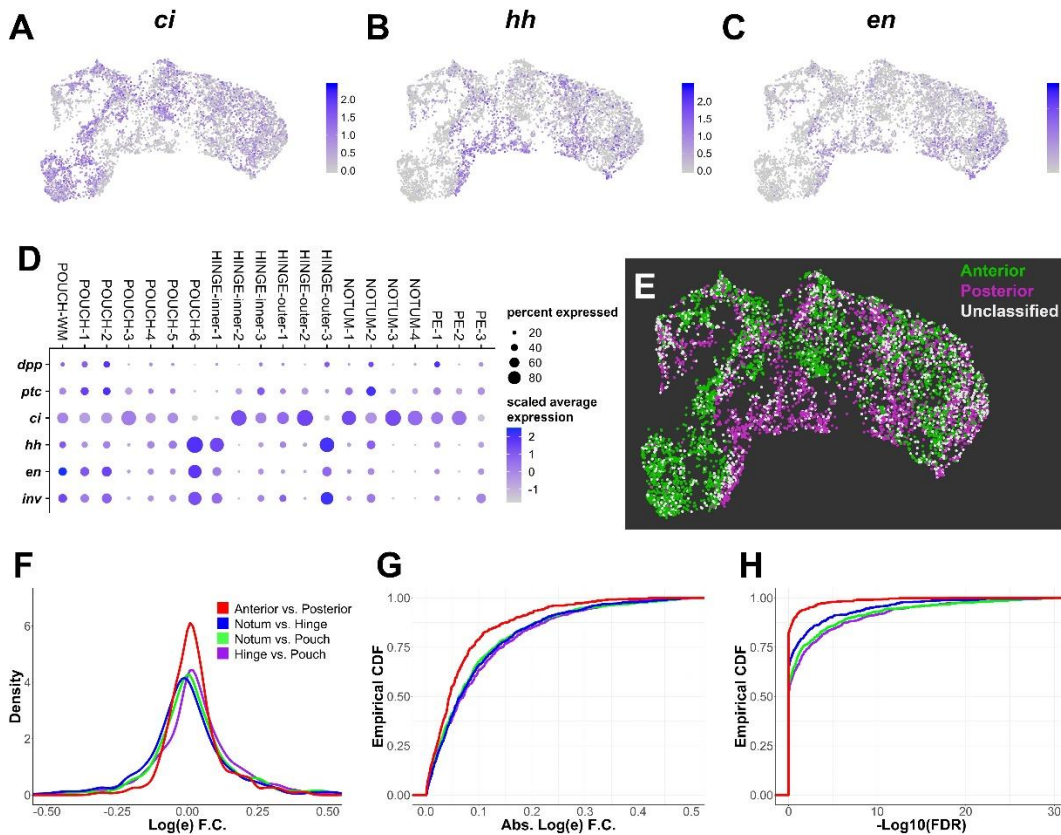 A
ci
B
hh
C
en
2.0
1.5
1.0
0.5
0.0
2.0
1.5
1.0
0.5
0.0
D
POUCH-WM
POUCH-1
POUCH-2
POUCH-3
POUCH-4
POUCH-5
POUCH-6
HINGE-inner-1
HINGE-inner-2
HINGE-inner-3
HINGE-outer-1
HINGE-outer-2
HINGE-outer-3
NOTUM-1
NOTUM-2
NOTUM-3
NOTUM-4
PE-1
PE-2
PE-3
dpp
ptc
ci
hh
en
inv
percent expressed
20
40
60
80
scaled average
expression
2
1
0
-1
E
Anterior
Posterior
Unclassified
F
Density
6
4
2
0
Anterior vs. Posterior
Notum vs. Hinge
Notum vs. Pouch
Hinge vs. Pouch
-0.50
-0.25
0.00
0.25
0.50
Log(e) F.C.
G
Empirical CDF
1.00
0.75
0.50
0.25
0.00
0.0
0.1
0.2
0.3
0.4
0.5
Abs. Log(e) F.C.
H
Empirical CDF
1.00
0.75
0.50
0.25
0.00
0
10
20
30
-Log10(FDR)